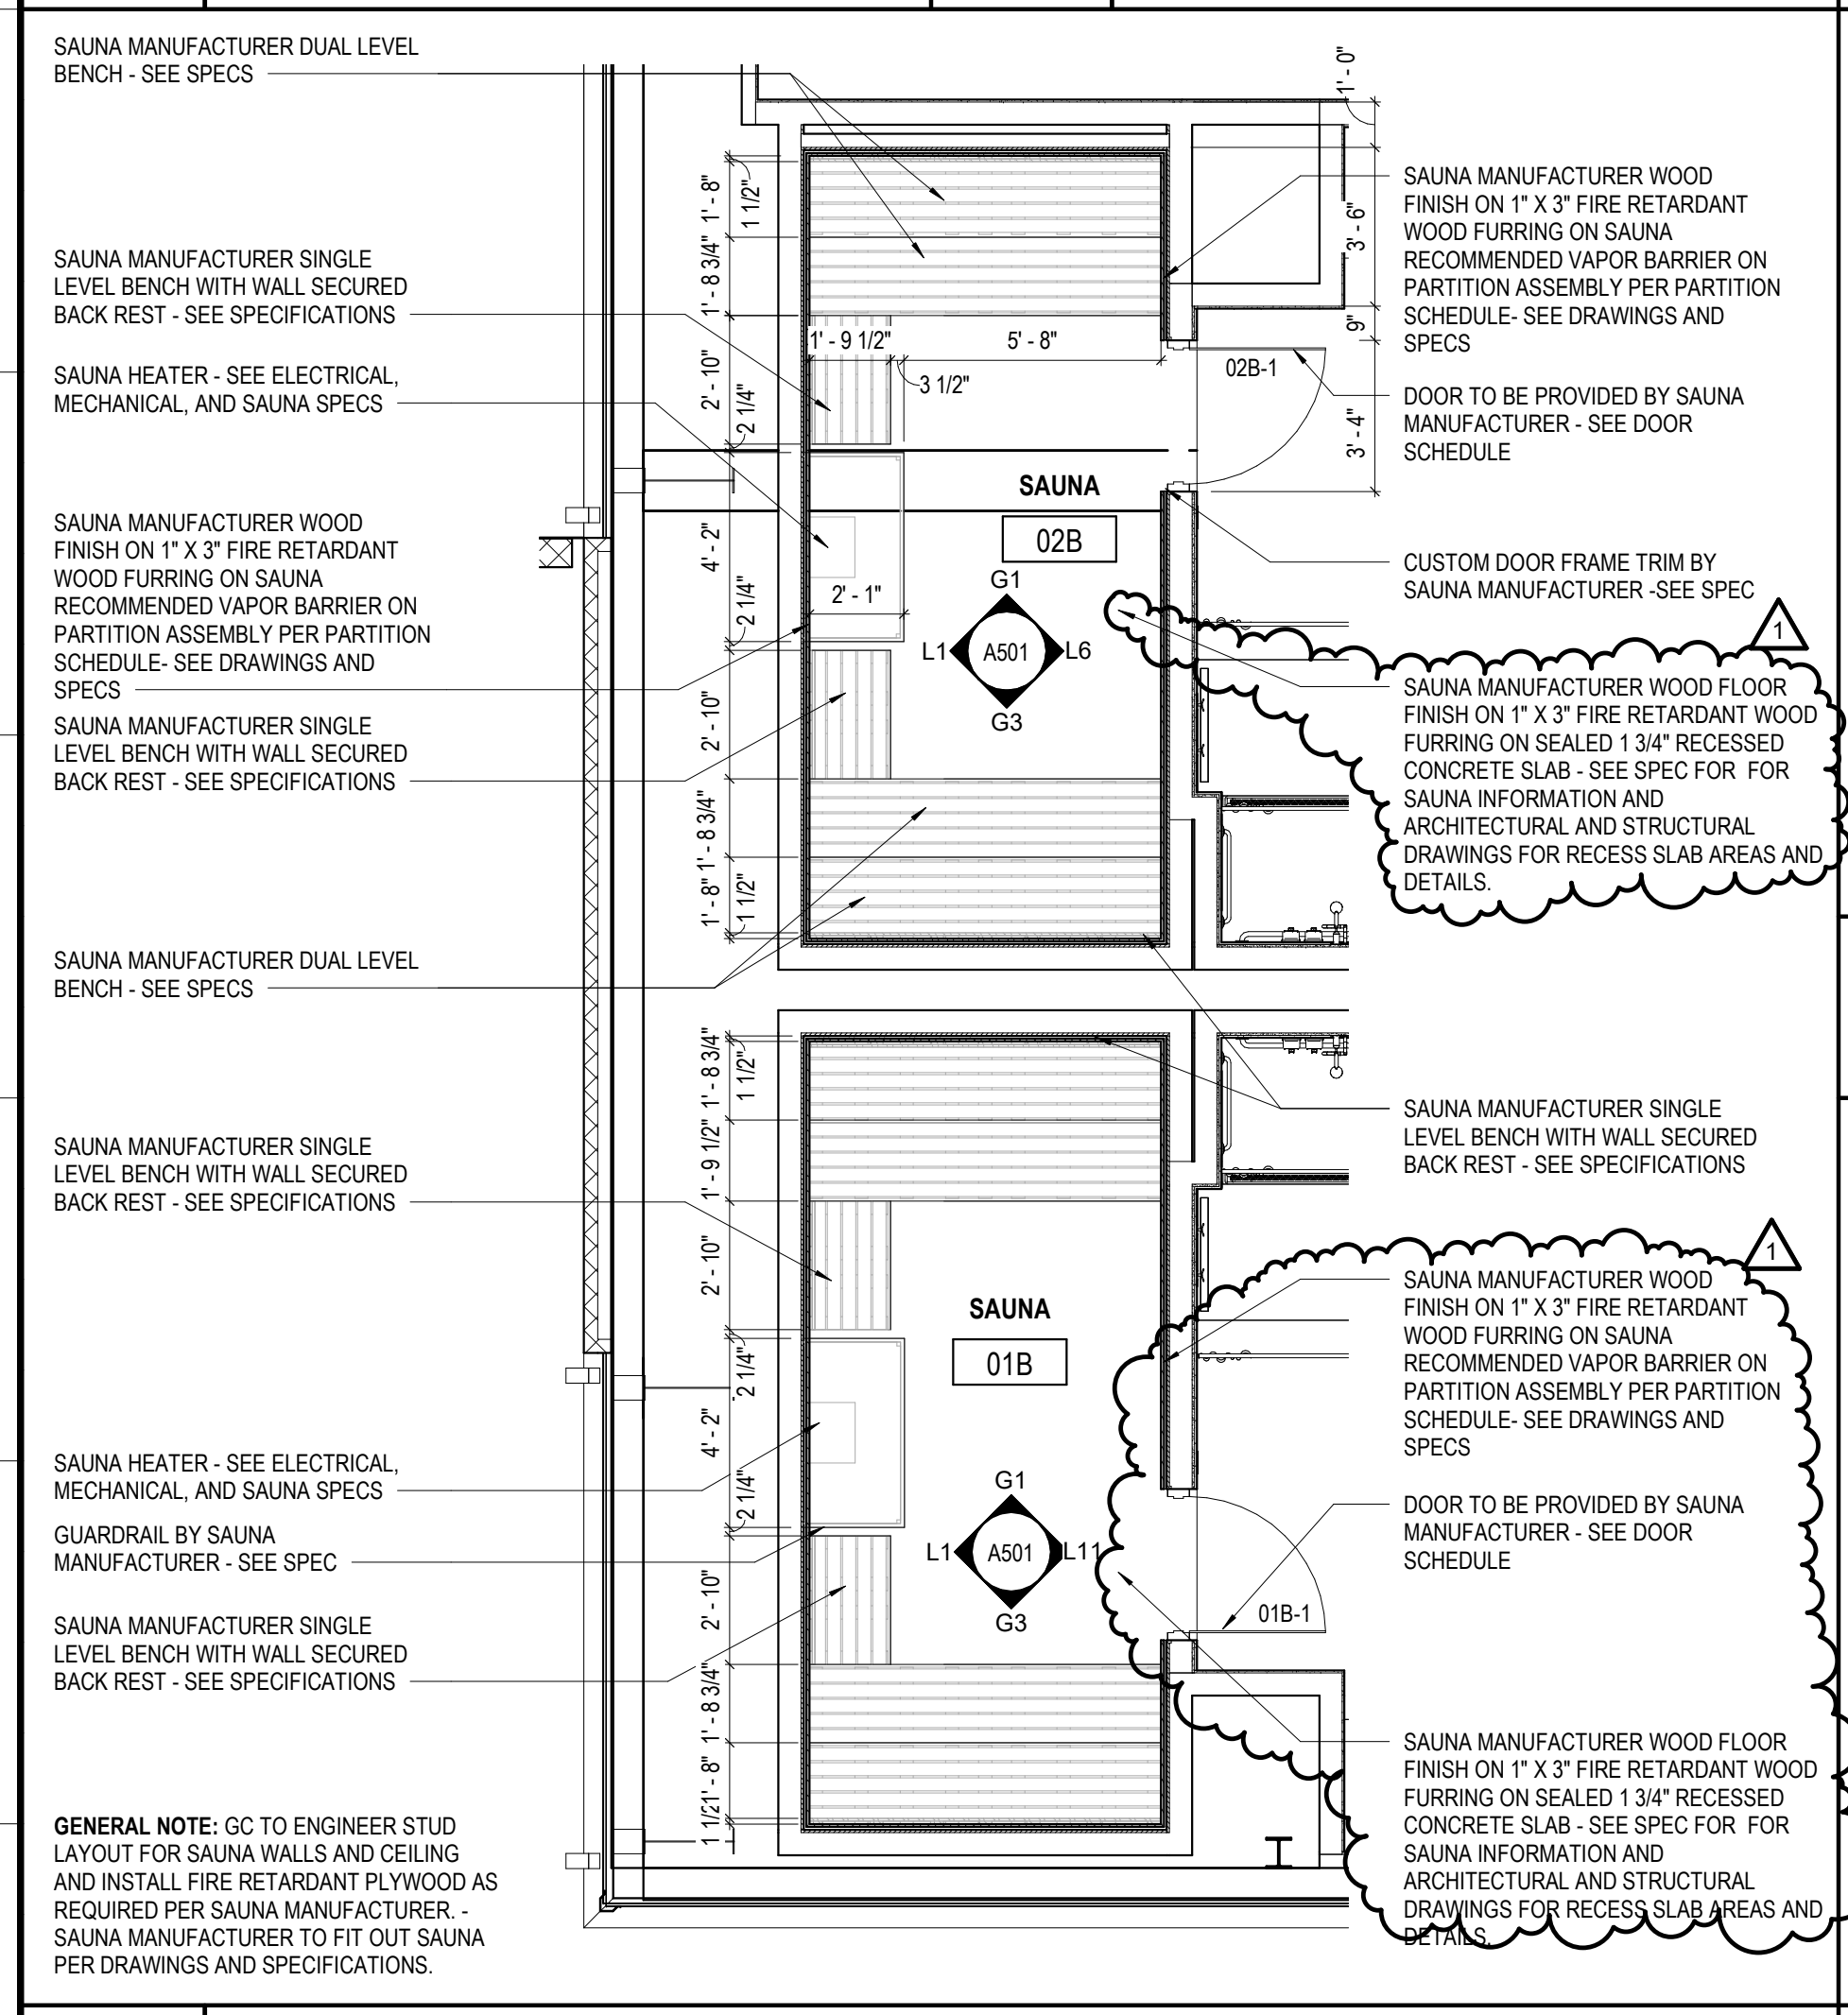 SAUNA MANUFACTURER DUAL LEVEL
BENCH - SEE SPECS
SAUNA MANUFACTURER SINGLE
LEVEL BENCH WITH WALL SECURED
BACK REST - SEE SPECIFICATIONS
SAUNA HEATER - SEE ELECTRICAL,
MECHANICAL, AND SAUNA SPECS
SAUNA MANUFACTURER WOOD
FINISH ON 1" X 3" FIRE RETARDANT
WOOD FURRING ON SAUNA
RECOMMENDED VAPOR BARRIER ON
PARTITION ASSEMBLY PER PARTITION
SCHEDULE- SEE DRAWINGS AND
SPECS
SAUNA MANUFACTURER SINGLE
LEVEL BENCH WITH WALL SECURED
BACK REST - SEE SPECIFICATIONS
SAUNA MANUFACTURER DUAL LEVEL
BENCH - SEE SPECS
SAUNA MANUFACTURER SINGLE
LEVEL BENCH WITH WALL SECURED
BACK REST - SEE SPECIFICATIONS
SAUNA HEATER - SEE ELECTRICAL,
MECHANICAL, AND SAUNA SPECS
GUARDRAIL BY SAUNA
MANUFACTURER - SEE SPEC
SAUNA MANUFACTURER SINGLE
LEVEL BENCH WITH WALL SECURED
BACK REST - SEE SPECIFICATIONS
GENERAL NOTE: GC TO ENGINEER STUD
LAYOUT FOR SAUNA WALLS AND CEILING
AND INSTALL FIRE RETARDANT PLYWOOD AS
REQUIRED PER SAUNA MANUFACTURER. -
SAUNA MANUFACTURER TO FIT OUT SAUNA
PER DRAWINGS AND SPECIFICATIONS.
1' - 8"
1 1/2"
1' - 8 3/4"
2' - 10"
2 1/4"
4' - 2"
2 1/4"
2' - 10"
1' - 8 3/4"
1' - 8"
1 1/2"
1' - 9 1/2"
5' - 8"
3 1/2"
2' - 1"
SAUNA
02B
G1
L1
A501
L6
G3
02B-1
1' - 0"
3' - 6"
9"
3' - 4"
1' - 8 3/4"
1 1/2"
1' - 9 1/2"
2' - 10"
2 1/4"
4' - 2"
2 1/4"
2' - 10"
1' - 8 3/4"
1' - 8"
1 1/2
SAUNA
01B
G1
L1
A501
L11
G3
01B-1
SAUNA MANUFACTURER WOOD
FINISH ON 1" X 3" FIRE RETARDANT
WOOD FURRING ON SAUNA
RECOMMENDED VAPOR BARRIER ON
PARTITION ASSEMBLY PER PARTITION
SCHEDULE- SEE DRAWINGS AND
SPECS
DOOR TO BE PROVIDED BY SAUNA
MANUFACTURER - SEE DOOR
SCHEDULE
CUSTOM DOOR FRAME TRIM BY
SAUNA MANUFACTURER -SEE SPEC
1
SAUNA MANUFACTURER WOOD FLOOR
FINISH ON 1" X 3" FIRE RETARDANT WOOD
FURRING ON SEALED 1 3/4" RECESSED
CONCRETE SLAB - SEE SPEC FOR FOR
SAUNA INFORMATION AND
ARCHITECTURAL AND STRUCTURAL
DRAWINGS FOR RECESS SLAB AREAS AND
DETAILS.
SAUNA MANUFACTURER SINGLE
LEVEL BENCH WITH WALL SECURED
BACK REST - SEE SPECIFICATIONS
1
SAUNA MANUFACTURER WOOD
FINISH ON 1" X 3" FIRE RETARDANT
WOOD FURRING ON SAUNA
RECOMMENDED VAPOR BARRIER ON
PARTITION ASSEMBLY PER PARTITION
SCHEDULE- SEE DRAWINGS AND
SPECS
DOOR TO BE PROVIDED BY SAUNA
MANUFACTURER - SEE DOOR
SCHEDULE
SAUNA MANUFACTURER WOOD FLOOR
FINISH ON 1" X 3" FIRE RETARDANT WOOD
FURRING ON SEALED 1 3/4" RECESSED
CONCRETE SLAB - SEE SPEC FOR FOR
SAUNA INFORMATION AND
ARCHITECTURAL AND STRUCTURAL
DRAWINGS FOR RECESS SLAB AREAS AND
DETAILS.